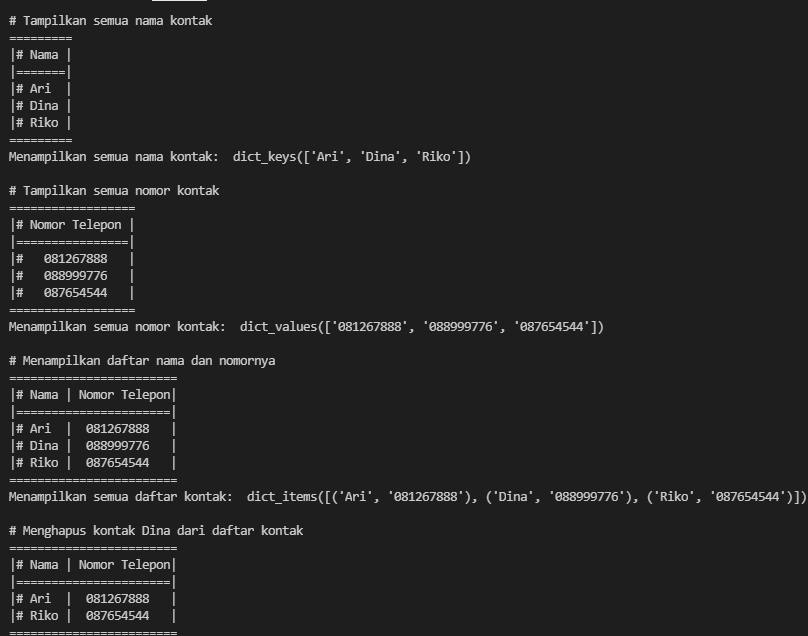 # Tampilkan semua nama kontak
=========
|# Nama |
|=======|
|# Ari  |
|# Dina |
|# Riko |
=========
Menampilkan semua nama kontak:  dict_keys(['Ari', 'Dina', 'Riko'])

# Tampilkan semua nomor kontak
==================
|# Nomor Telepon |
|================|
|#   081267888   |
|#   088999776   |
|#   087654544   |
==================
Menampilkan semua nomor kontak:  dict_values(['081267888', '088999776', '087654544'])

# Menampilkan daftar nama dan nomornya
========================
|# Nama | Nomor Telepon|
|======================|
|# Ari  |  081267888   |
|# Dina |  088999776   |
|# Riko |  087654544   |
========================
Menampilkan semua daftar kontak:  dict_items([('Ari', '081267888'), ('Dina', '088999776'), ('Riko', '087654544')])

# Menghapus kontak Dina dari daftar kontak
========================
|# Nama | Nomor Telepon|
|======================|
|# Ari  |  081267888   |
|# Riko |  087654544   |
========================